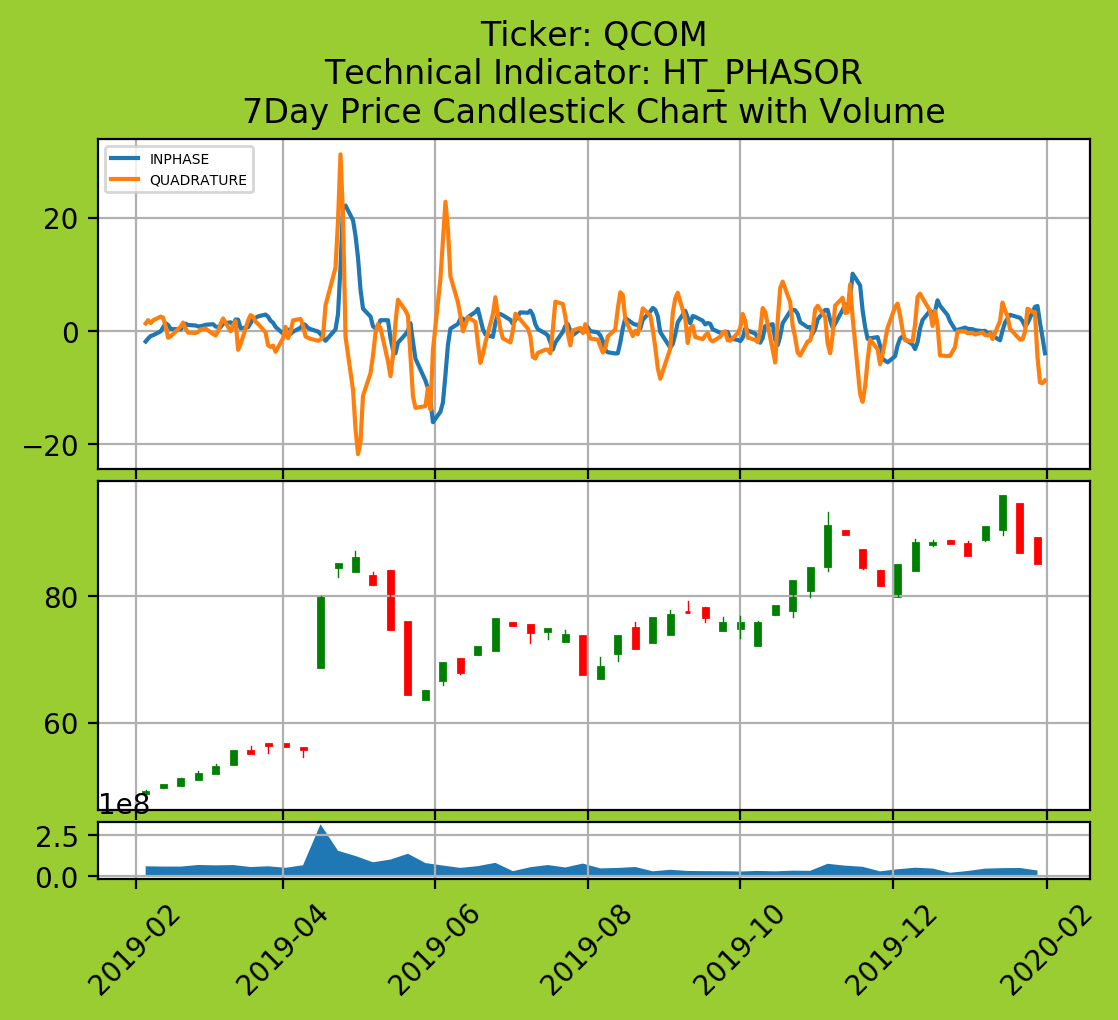 Ticker: QCOM
Technical Indicator: HT_PHASOR
7Day Price Candlestick Chart with Volume
INPHASE
QUADRATURE
20
0
−20
80
60
1e8
2.5
0.0
2019-02
2019-04
2019-06
2019-08
2019-10
2019-12
2020-02